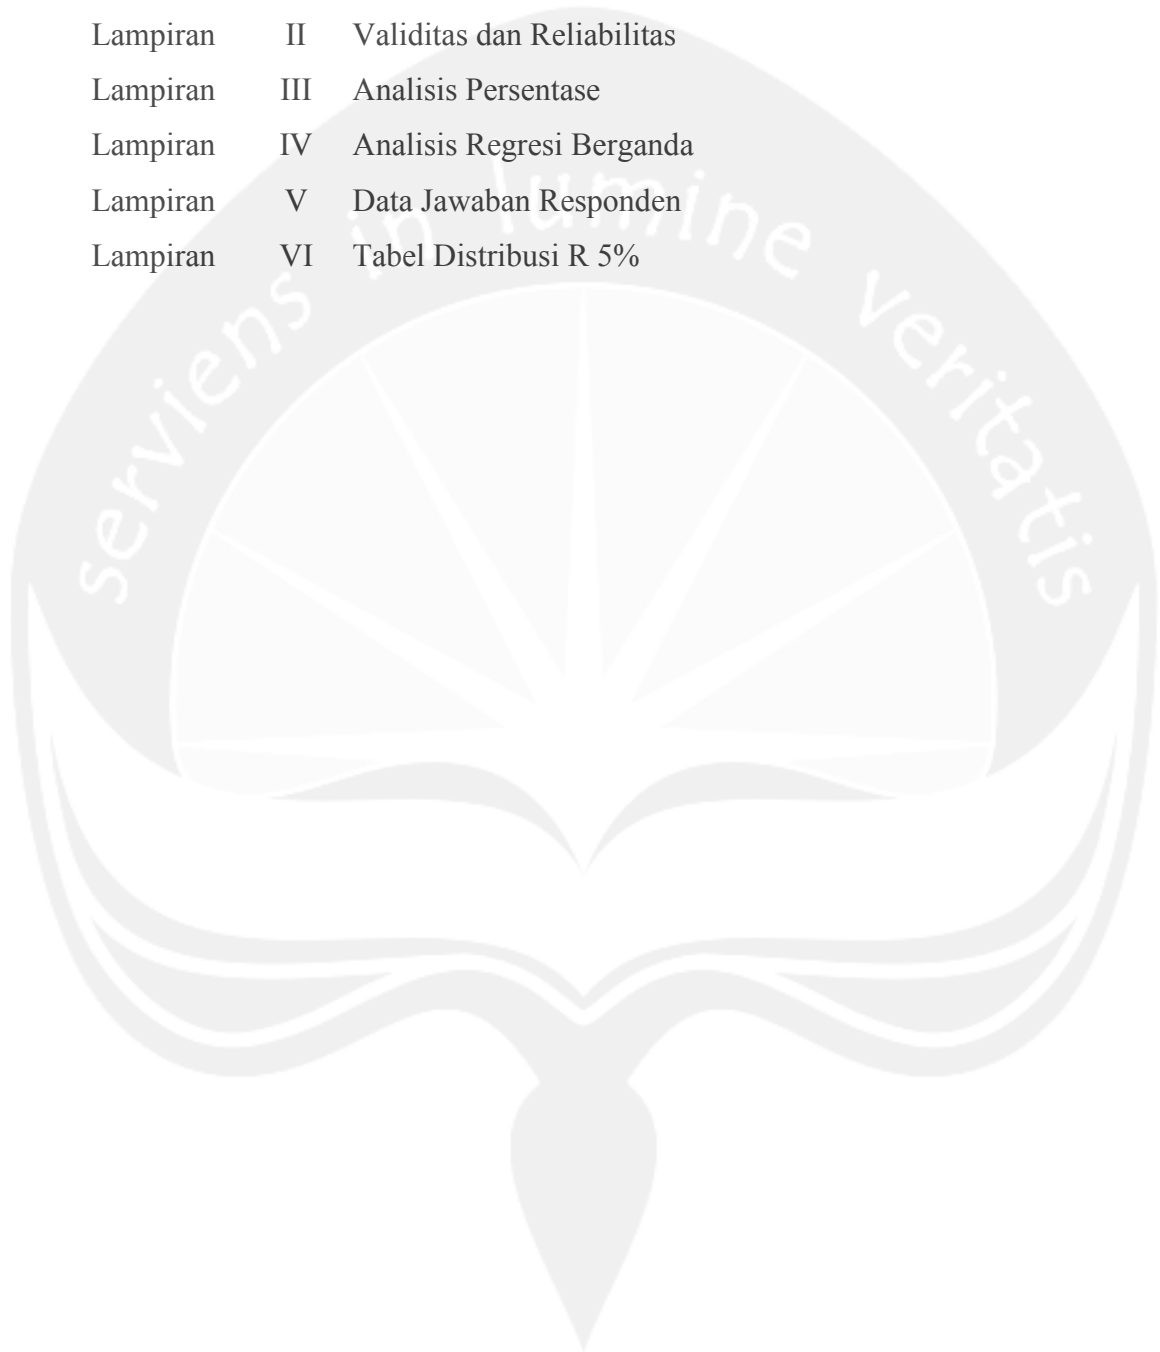 Lampiran II Validitas dan Reliabilitas
Lampiran III Analisis Persentase
Lampiran IV Analisis Regresi Berganda
Lampiran V Data Jawaban Responden
Lampiran VI Tabel Distribusi R 5%
serviens in lumine veritatis